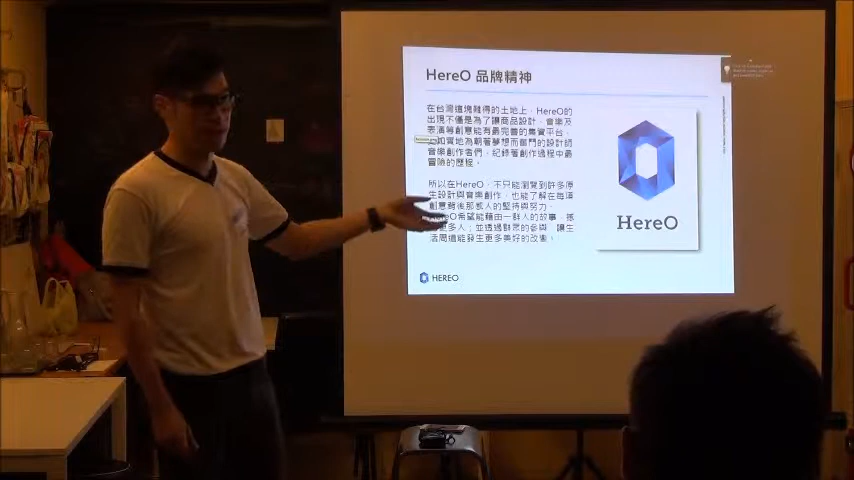 HereO 品牌精神
在台灣這塊難得的土地上，HereO的
出現不僅是為了讓商品設計、音樂及
表演等創意能有最完善的集資平台，
如實地為朝著夢想而奮鬥的設計師
音樂創作者們，紀錄著創作過程中最
冒險的歷程。
所以在HereO，不只能瀏覽到許多原
生設計與音樂創作，也能了解在每項
創意背後那股人的堅持與努力。
HereO希望能藉由一群人的故事，感
更多人；並透過群眾的參與，讓生
活周遭能發生更多美好的改變。
HereO
HEREO